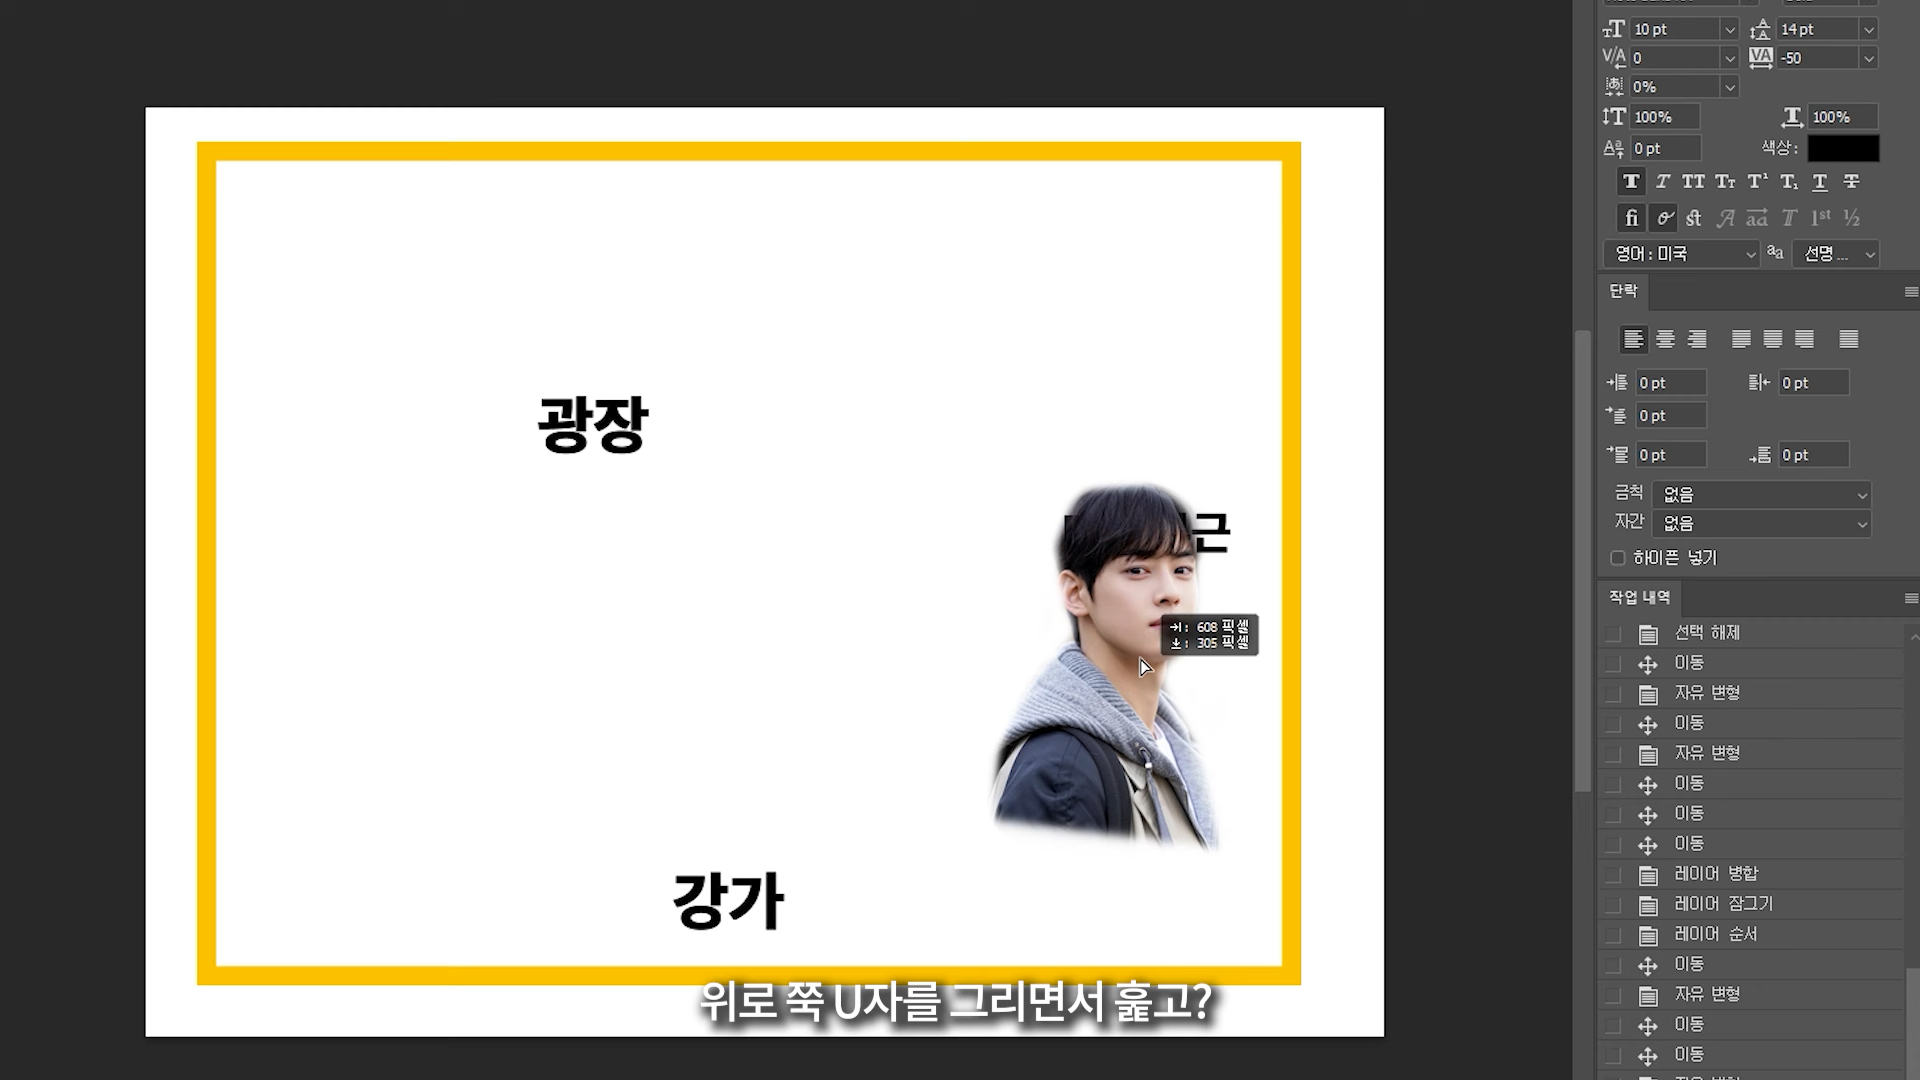 10 pt
14 pt
0
-50
0%
100%
100%
0 pt
색상:
영어: 미국
aa
선명...
단락
0 pt
0 pt
0 pt
0 pt
0 pt
금칙
없음
자간
없음
하이픈 넣기
작업 내역
선택 해제
이동
자유 변형
이동
자유 변형
이동
이동
이동
레이어 병합
레이어 잠그기
레이어 순서
이동
자유 변형
이동
이동
광장
근
: 608 픽셀
: 305 픽셀
강가
위로 쭉 U자를 그리면서 훑고?